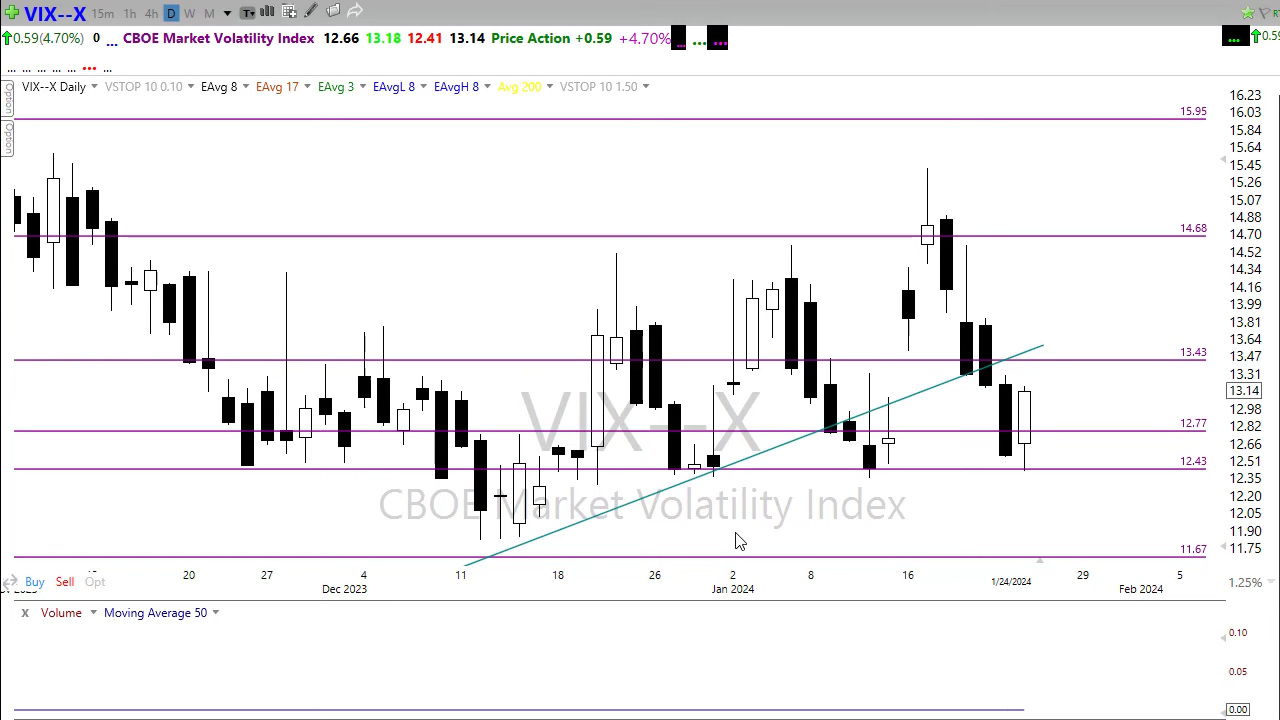 VIX--X 15m 1h 4h D W M T
0.59(4.70%) 0 ... CBOE Market Volatility Index 12.66 13.18 12.41 13.14 Price Action +0.59 +4.70% ... ... ... ... 0.59
... ... ... ... ... ... ...
Option VIX--X Daily VSTOP 10 0.10 EAvg 8 EAvg 17 EAvg 3 EAvgL 8 EAvgH 8 Avg 200 VSTOP 10 1.50
Option
16.23
15.95 16.03
15.84
15.64
15.45
15.26
15.07
14.88
14.68 14.70
14.52
14.34
14.16
13.99
13.81
13.64
13.43 13.47
13.31
13.14
12.98
12.77 12.82
12.66
12.43 12.51
12.35
12.20
12.05
11.90
11.67 11.75
VIX--X
CBOE Market Volatility Index
20 27 4 11 18 26 2 8 16 1/24/2024 29 5
Buy Sell Opt 1.25%
Dec 2023 Jan 2024 Feb 2024
X Volume Moving Average 50
0.10
0.05
0.00